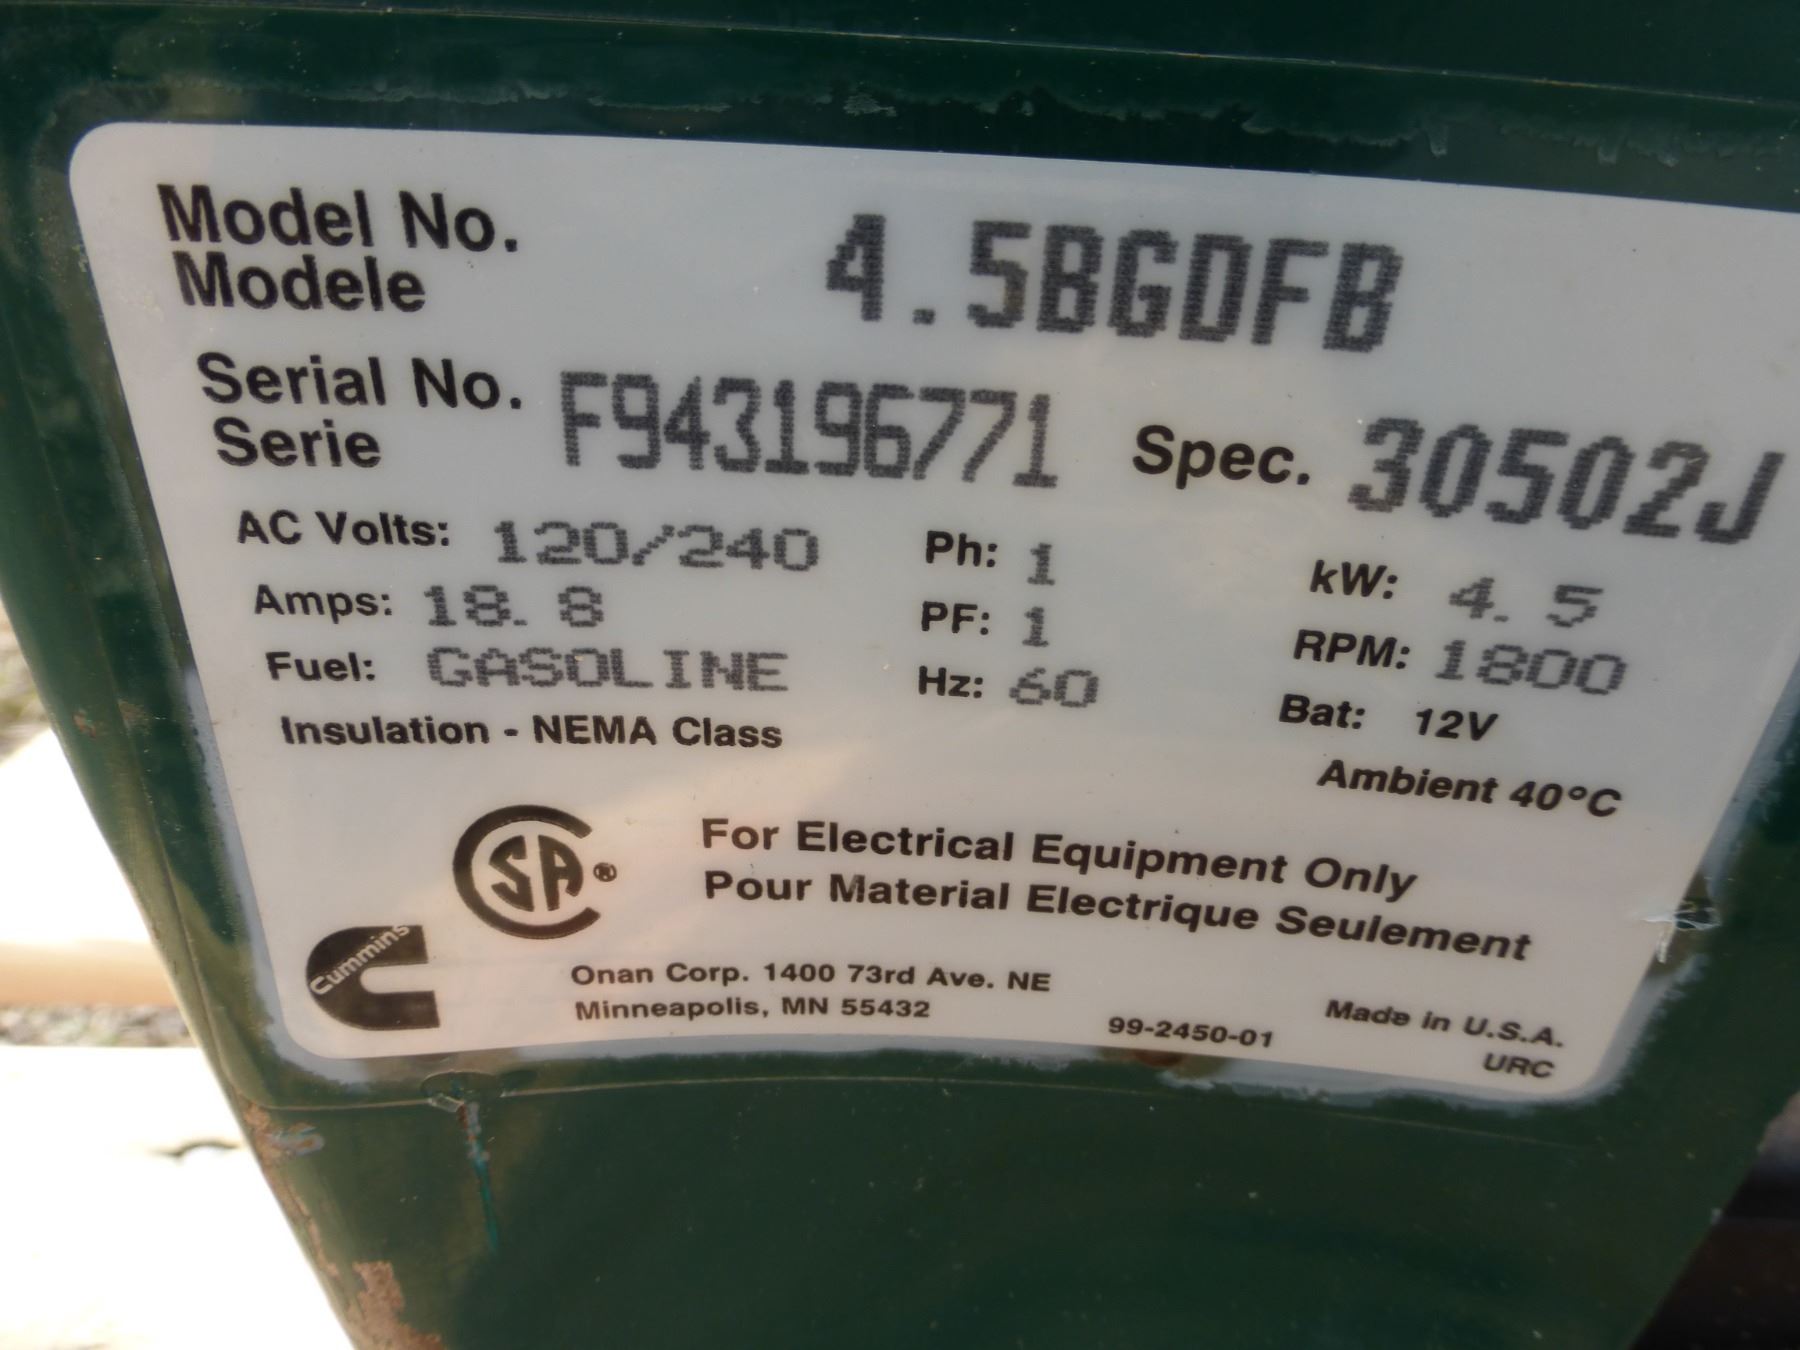 Model No. 4.5BGDFB
Modele
Serial No. F943196771 Spec. 30502J
Serie
AC Volts: 120/240 Ph: 1 kW: 4.5
Amps: 18.8 PF: 1 RPM: 1800
Fuel: GASOLINE Hz: 60 Bat: 12V
Insulation - NEMA Class Ambient 40°C
CSA®
For Electrical Equipment Only
Pour Material Electrique Seulement
Cummins
Onan Corp. 1400 73rd Ave. NE
Minneapolis, MN 55432
99-2450-01
Made in U.S.A.
URC